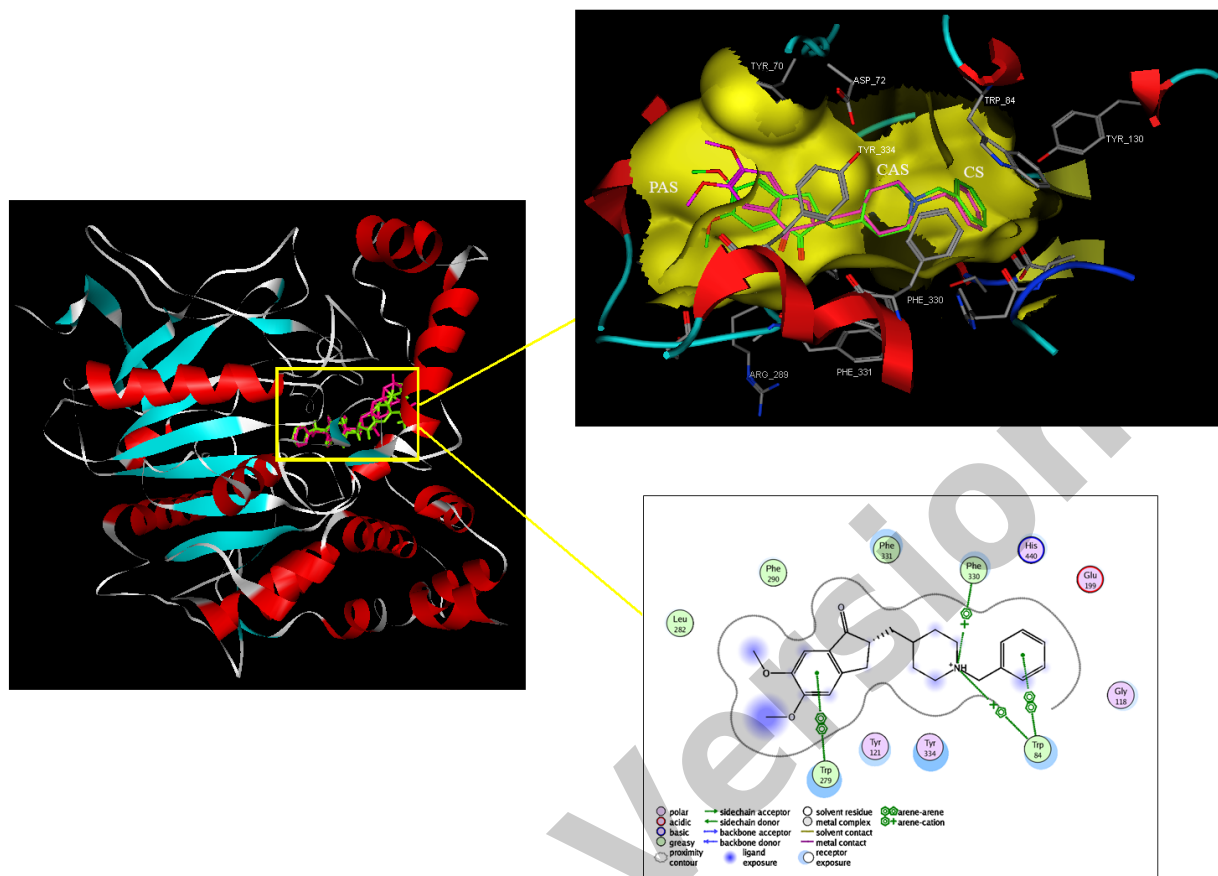 TYR_70
ASP_72
TRP_84
TYR_130
TYR_334
PAS
CAS
CS
PHE_330
ARG_289
PHE_331
Phe
331
His
440
Phe
290
Phe
330
Glu
199
Leu
282
O
O
O
+NH
Gly
118
Tyr
121
Tyr
334
Trp
84
Trp
279
polar
acidic
basic
greasy
proximity
contour
sidechain acceptor
sidechain donor
backbone acceptor
backbone donor
ligand
exposure
solvent residue
metal complex
solvent contact
metal contact
receptor
exposure
arene-arene
arene-cation
version